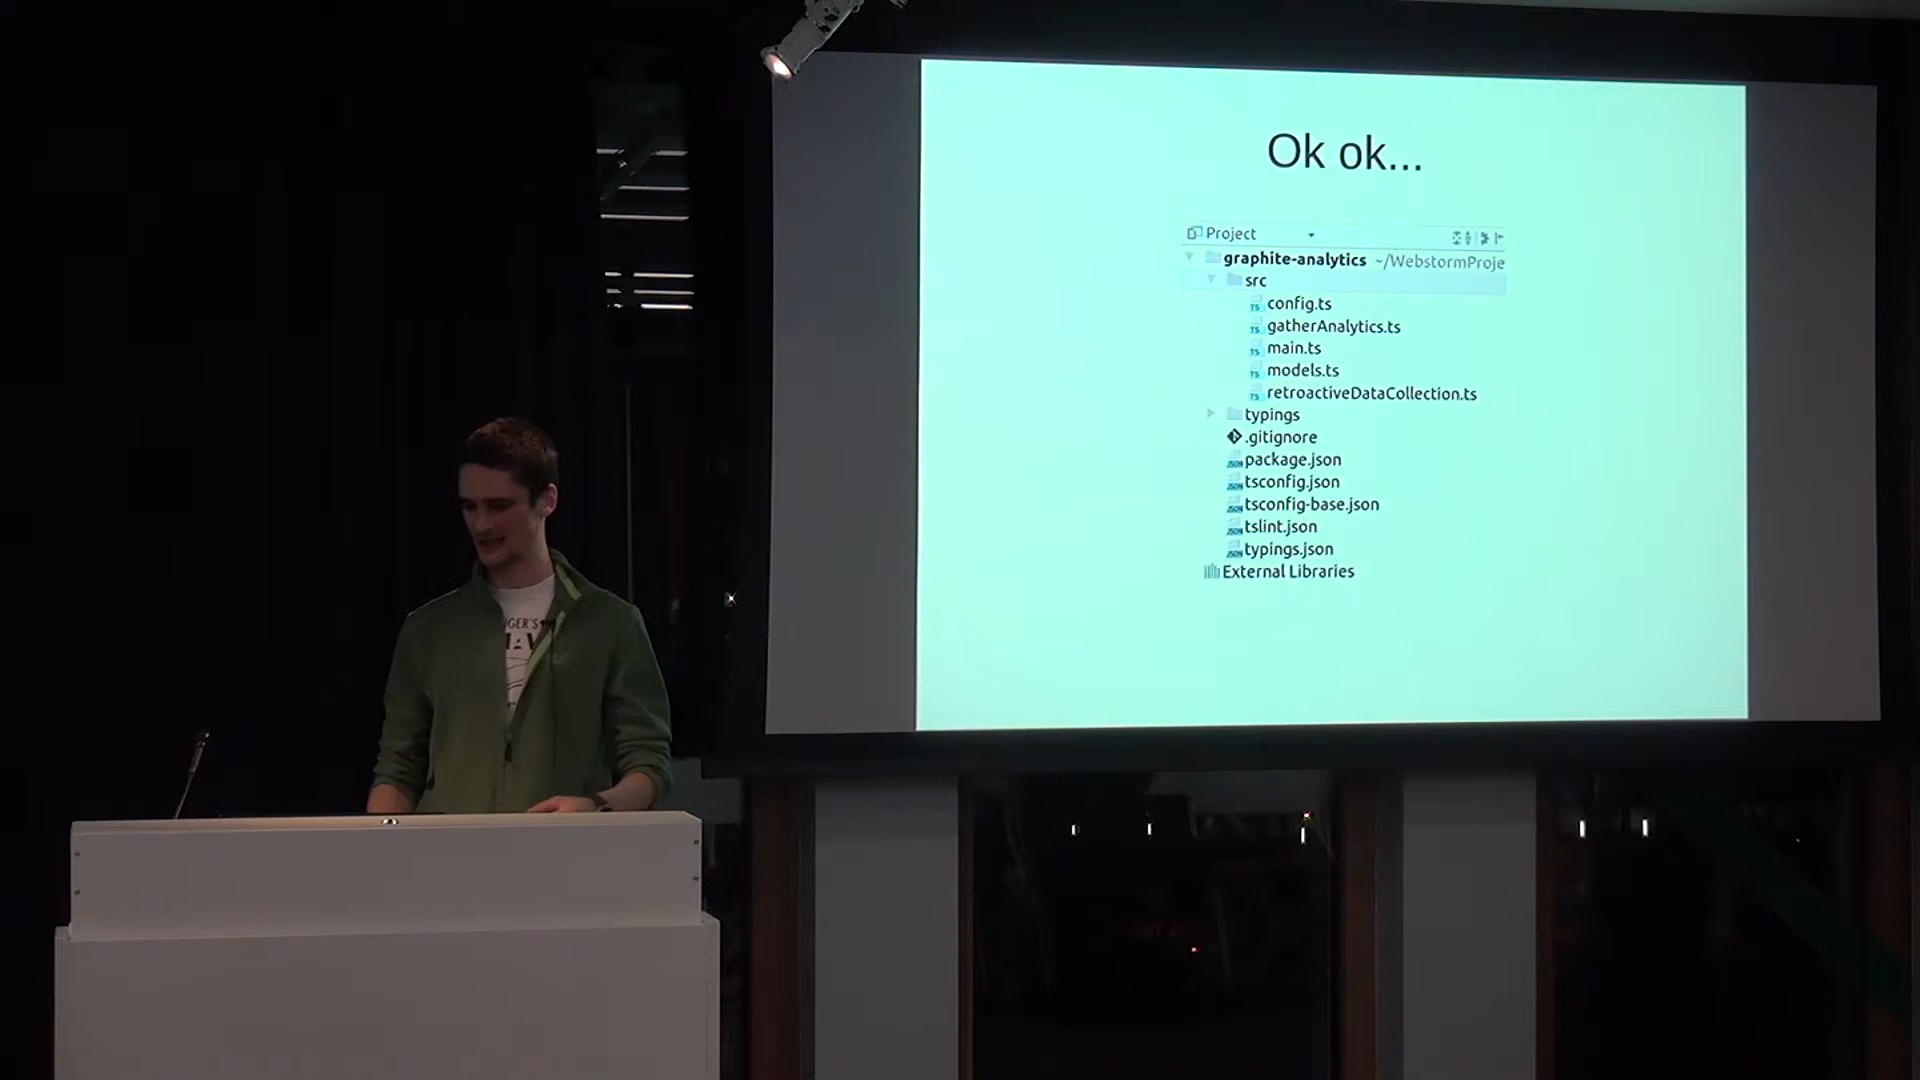 Ok ok...
Project
graphite-analytics ~/WebstormProje
src
config.ts
gatherAnalytics.ts
main.ts
models.ts
retroactiveDataCollection.ts
typings
.gitignore
package.json
tsconfig.json
tsconfig-base.json
tslint.json
typings.json
External Libraries
GER'S